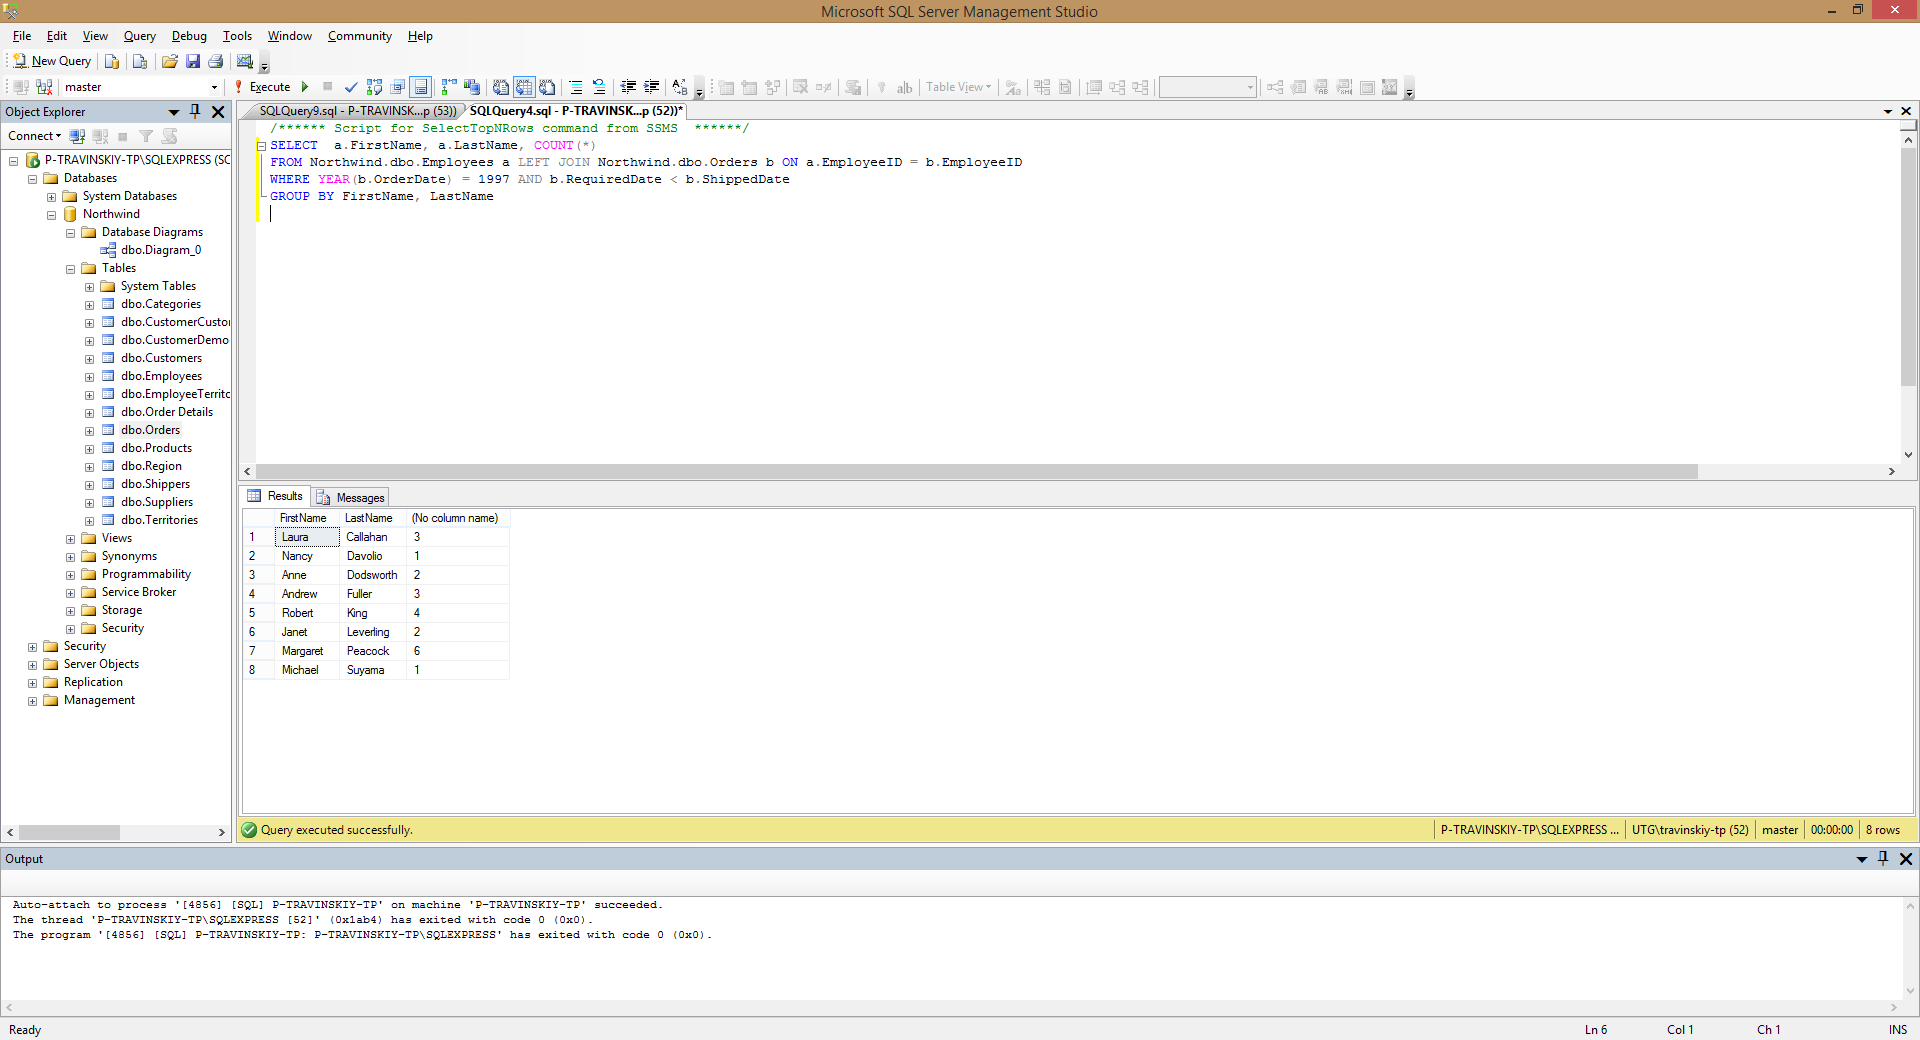 Microsoft SQL Server Management Studio
File Edit View Query Debug Tools Window Community Help
New Query
master Execute Table View
Object Explorer
Connect
P-TRAVINSKIY-TP\SQLEXPRESS (SC
Databases
System Databases
Northwind
Database Diagrams
dbo.Diagram_0
Tables
System Tables
dbo.Categories
dbo.CustomerCustor
dbo.CustomerDemo
dbo.Customers
dbo.Employees
dbo.EmployeeTerrito
dbo.Order Details
dbo.Orders
dbo.Products
dbo.Region
dbo.Shippers
dbo.Suppliers
dbo.Territories
Views
Synonyms
Programmability
Service Broker
Storage
Security
Security
Server Objects
Replication
Management
SQLQuery9.sql - P-TRAVINSK...p (53)) SQLQuery4.sql - P-TRAVINSK...p (52))*
/****** Script for SelectTopNRows command from SSMS  ******/
SELECT  a.FirstName, a.LastName, COUNT(*)
FROM Northwind.dbo.Employees a LEFT JOIN Northwind.dbo.Orders b ON a.EmployeeID = b.EmployeeID
WHERE YEAR(b.OrderDate) = 1997 AND b.RequiredDate < b.ShippedDate
GROUP BY FirstName, LastName
Results Messages
FirstName LastName (No column name)
1 Laura Callahan 3
2 Nancy Davolio 1
3 Anne Dodsworth 2
4 Andrew Fuller 3
5 Robert King 4
6 Janet Leverling 2
7 Margaret Peacock 6
8 Michael Suyama 1
Query executed successfully. P-TRAVINSKIY-TP\SQLEXPRESS ... UTG\travinskiy-tp (52) master 00:00:00 8 rows
Output
Auto-attach to process '[4856] [SQL] P-TRAVINSKIY-TP' on machine 'P-TRAVINSKIY-TP' succeeded.
The thread 'P-TRAVINSKIY-TP\SQLEXPRESS [52]' (0x1ab4) has exited with code 0 (0x0).
The program '[4856] [SQL] P-TRAVINSKIY-TP: P-TRAVINSKIY-TP\SQLEXPRESS' has exited with code 0 (0x0).
Ready Ln 6 Col 1 Ch 1 INS